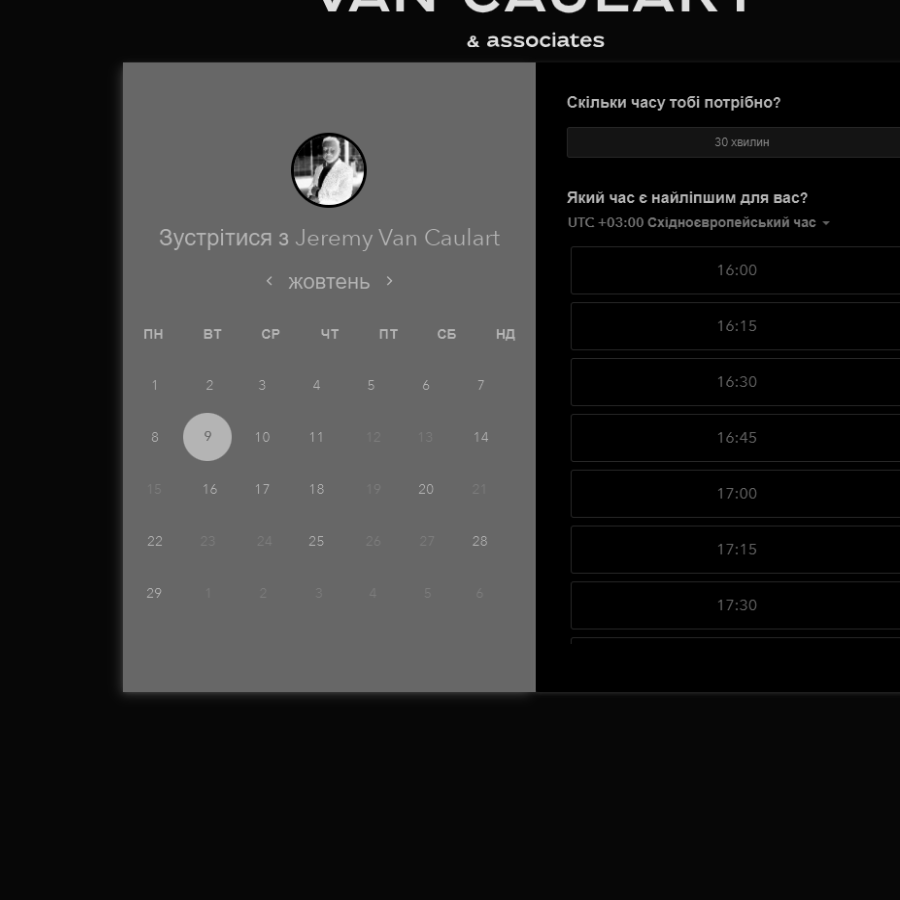 VAN CAULART
& associates
Зустрітися з Jeremy Van Caulart
жовтень
ПН ВТ СР ЧТ ПТ СБ НД
1 2 3 4 5 6 7
8 9 10 11 12 13 14
15 16 17 18 19 20 21
22 23 24 25 26 27 28
29 1 2 3 4 5 6
Скільки часу тобі потрібно?
30 хвилин
Який час є найліпшим для вас?
UTC +03:00 Східноєвропейський час
16:00
16:15
16:30
16:45
17:00
17:15
17:30